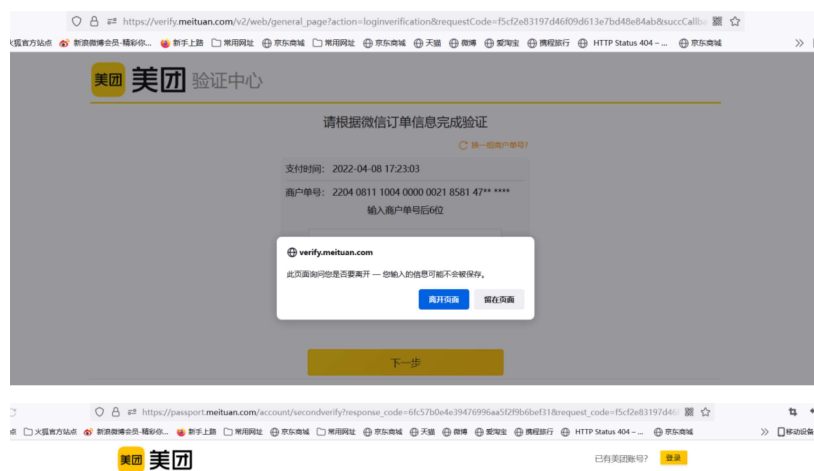 https://verify.meituan.com/v2/web/general_page?action=loginverification&requestCode=f5cf2e83197d46f09d613e7bd48e84ab&succCallb
火狐官方站点 新浪微博会员-精彩你... 新手上路 常用网址 京东商城 常用网址 京东商城 天猫 微博 爱淘宝 携程旅行 HTTP Status 404 – ... 京东商城
美团 美团 验证中心
请根据微信订单信息完成验证
换一组商户单号?
支付时间: 2022-04-08 17:23:03
商户单号: 2204 0811 1004 0000 0021 8581 47** ****
输入商户单号后6位
verify.meituan.com
此页面询问您是否要离开 — 您输入的信息可能不会被保存。
离开页面 留在页面
下一步
https://passport.meituan.com/account/secondverify?response_code=6fc57b0e4e39476996aa5f2f9b6bef31&request_code=f5cf2e83197d46
点 火狐官方站点 新浪微博会员-精彩你... 新手上路 常用网址 京东商城 常用网址 京东商城 天猫 微博 爱淘宝 携程旅行 HTTP Status 404 – ... 京东商城 移动设备
美团 美团 已有美团账号? 登录